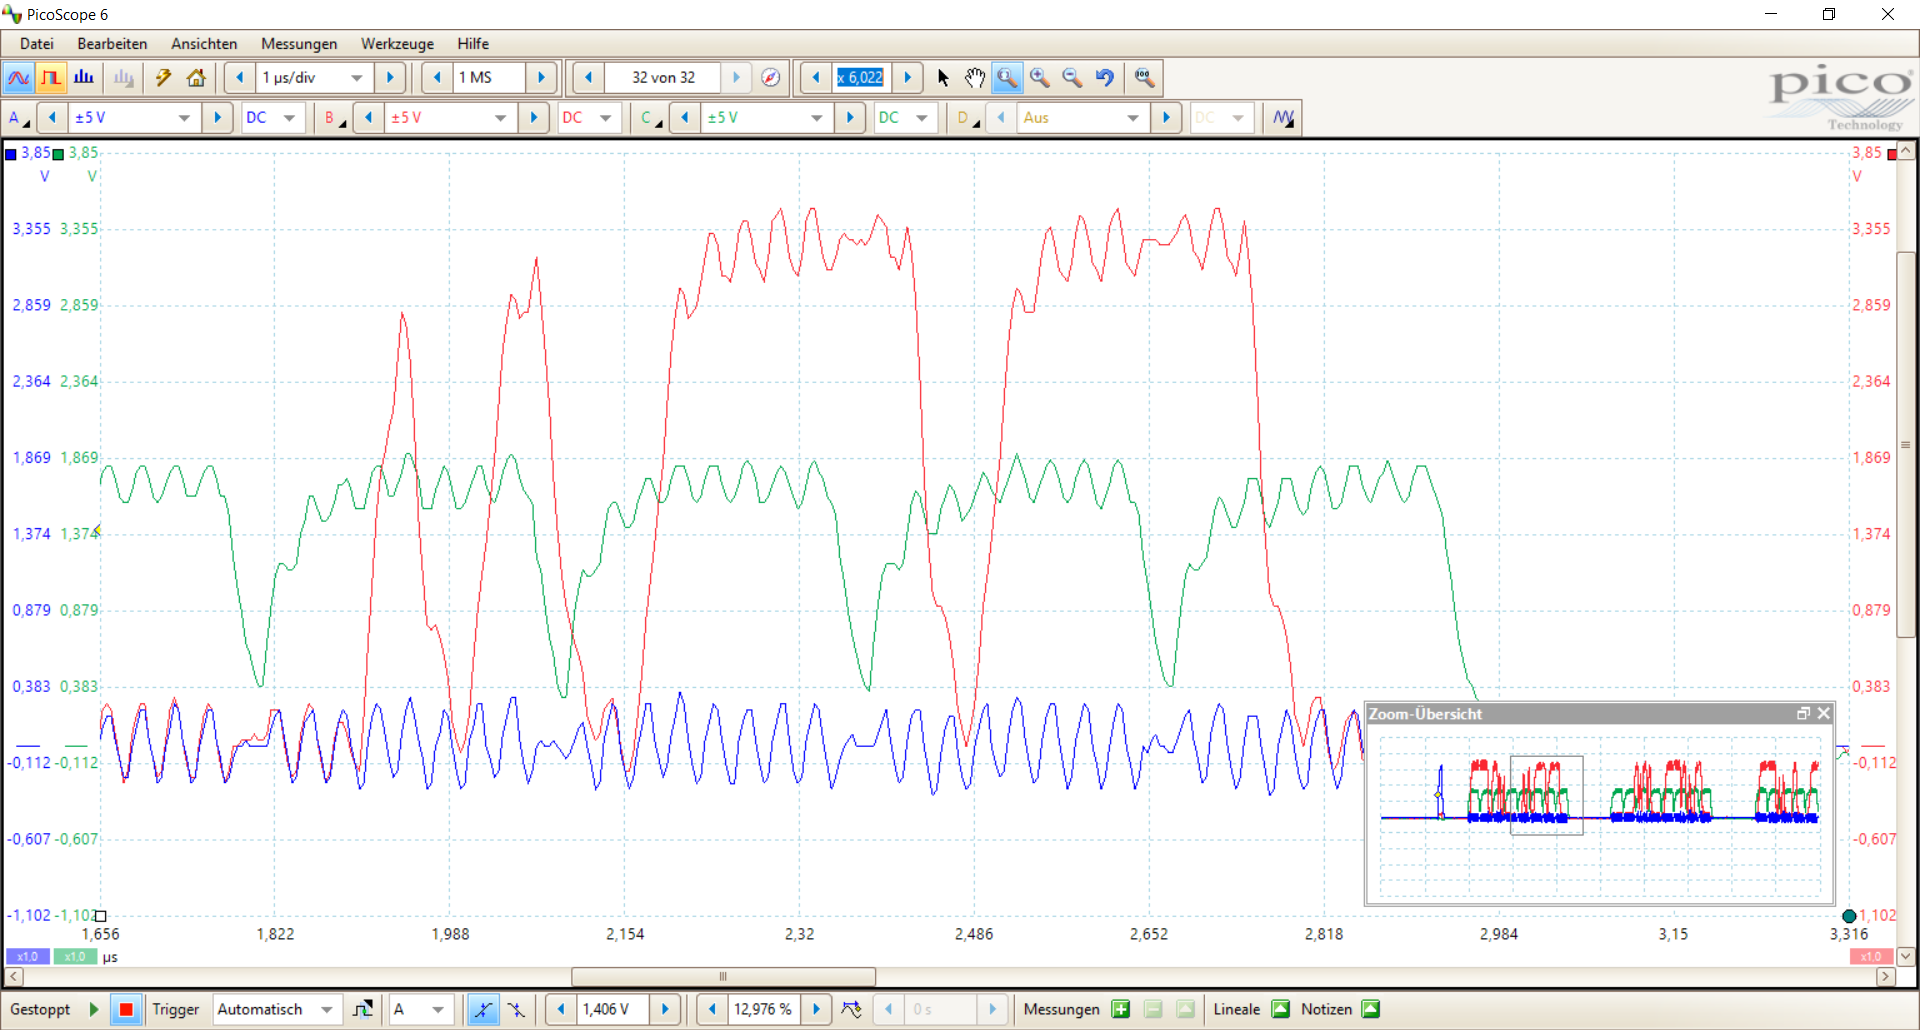 PicoScope 6
Datei Bearbeiten Ansichten Messungen Werkzeuge Hilfe
1 µs/div 1 MS 32 von 32 x 6,022
pico
Technology
A ±5 V DC B ±5 V DC C ±5 V DC D Aus DC
3,85 3,85 3,85
V V V
3,355 3,355 3,355
2,859 2,859 2,859
2,364 2,364 2,364
1,869 1,869 1,869
1,374 1,374 1,374
0,879 0,879 0,879
0,383 0,383 0,383
Zoom-Übersicht
-0,112 -0,112 -0,112
-0,607 -0,607 -0,607
-1,102 -1,102 1,102
1,656 1,822 1,988 2,154 2,32 2,486 2,652 2,818 2,984 3,15 3,316
x1,0 x1,0 µs x1,0
Gestoppt Trigger Automatisch A 1,406 V 12,976 % 0 s Messungen Lineale Notizen